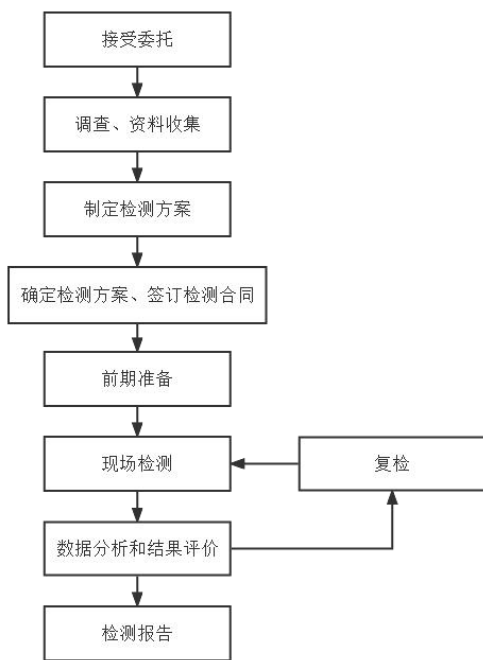 接受委托
调查、资料收集
制定检测方案
确定检测方案、签订检测合同
前期准备
现场检测
复检
数据分析和结果评价
检测报告